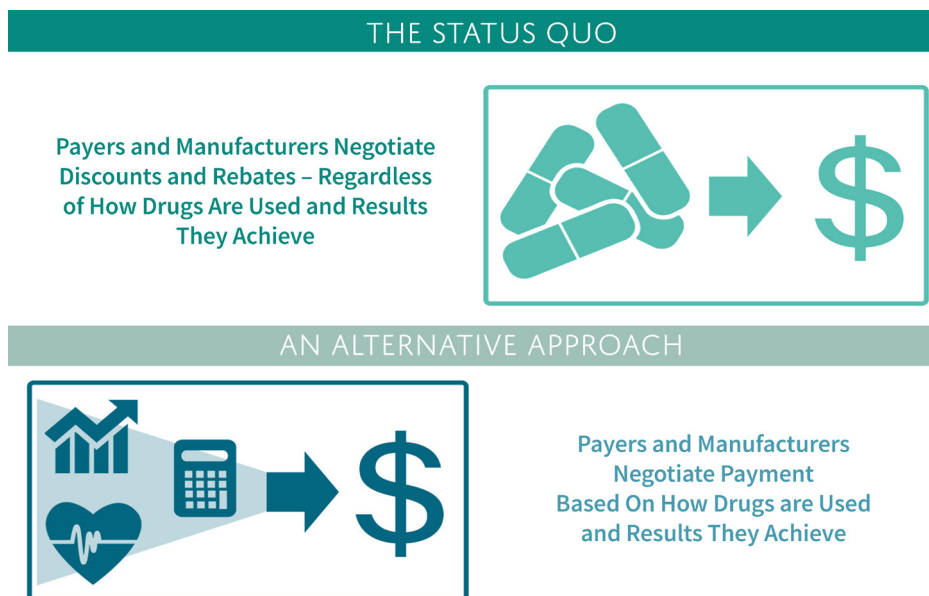 THE STATUS QUO
Payers and Manufacturers Negotiate
Discounts and Rebates – Regardless
of How Drugs Are Used and Results
They Achieve
$
AN ALTERNATIVE APPROACH
$
Payers and Manufacturers
Negotiate Payment
Based On How Drugs are Used
and Results They Achieve